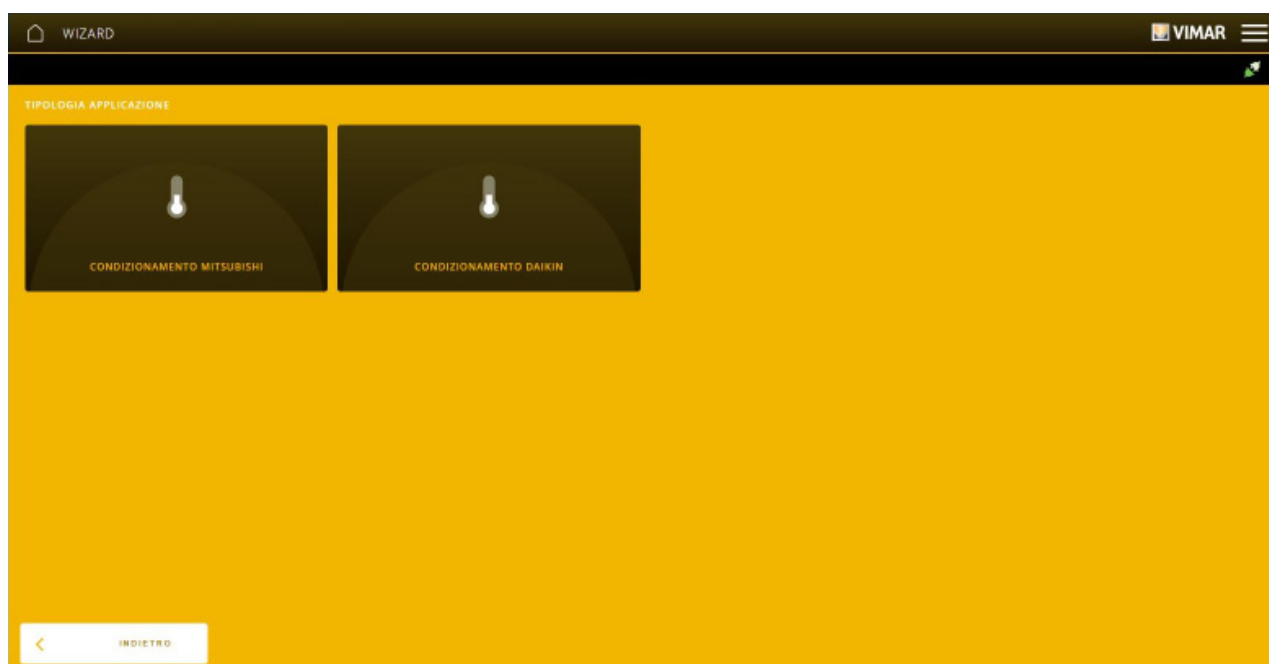 WIZARD
VIMAR
TIPOLOGIA APPLICAZIONE
CONDIZIONAMENTO MITSUBISHI
CONDIZIONAMENTO DAIKIN
INDIETRO